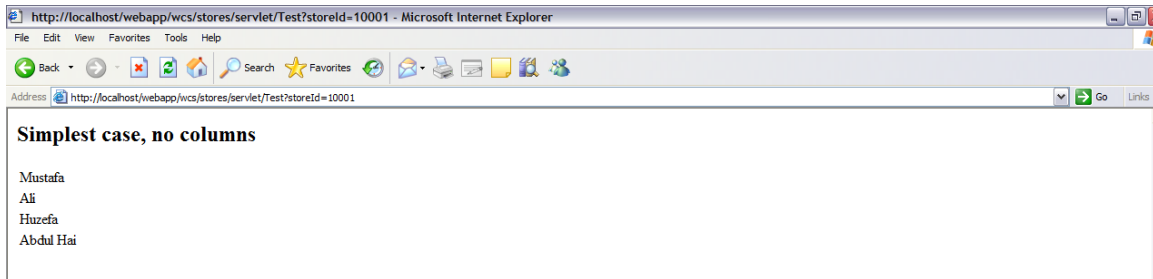 http://localhost/webapp/wcs/stores/servlet/Test?storeId=10001 - Microsoft Internet Explorer
File Edit View Favorites Tools Help
Back Search Favorites
Address http://localhost/webapp/wcs/stores/servlet/Test?storeId=10001 Go Links
Simplest case, no columns
Mustafa
Ali
Huzefa
Abdul Hai